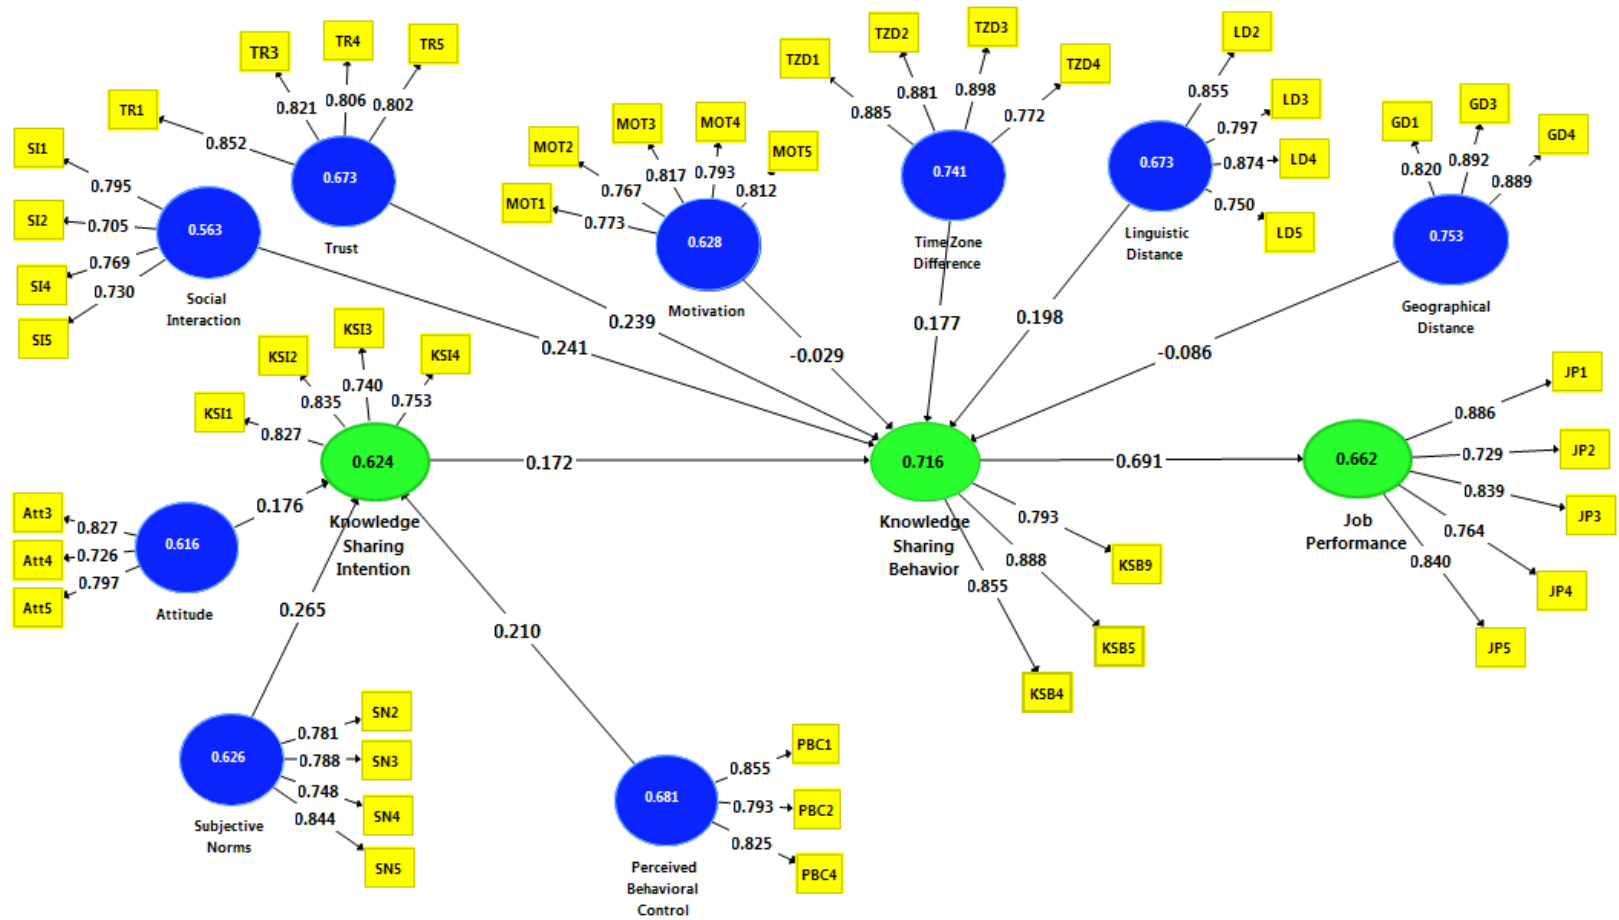 TR3
TR4
TR5
TR1
0.821
0.806
0.802
0.852
0.673
Trust
SI1
SI2
SI4
SI5
0.795
0.705
0.769
0.730
0.563
Social
Interaction
MOT1
MOT2
MOT3
MOT4
MOT5
0.773
0.767
0.817
0.793
0.812
0.628
Motivation
TZD1
TZD2
TZD3
TZD4
0.885
0.881
0.898
0.772
0.741
Time Zone
Difference
LD2
LD3
LD4
LD5
0.855
0.797
0.874
0.750
0.673
Linguistic
Distance
GD1
GD3
GD4
0.820
0.892
0.889
0.753
Geographical
Distance
0.241
0.239
-0.029
0.177
0.198
-0.086
KSI1
KSI2
KSI3
KSI4
0.827
0.835
0.740
0.753
0.624
Knowledge
Sharing
Intention
0.172
0.716
Knowledge
Sharing
Behavior
0.793
0.888
0.855
KSB9
KSB5
KSB4
0.691
0.662
Job
Performance
0.886
0.729
0.839
0.764
0.840
JP1
JP2
JP3
JP4
JP5
Att3
Att4
Att5
0.827
0.726
0.797
0.616
Attitude
0.176
0.265
0.210
0.626
Subjective
Norms
0.781
0.788
0.748
0.844
SN2
SN3
SN4
SN5
0.681
Perceived
Behavioral
Control
0.855
0.793
0.825
PBC1
PBC2
PBC4